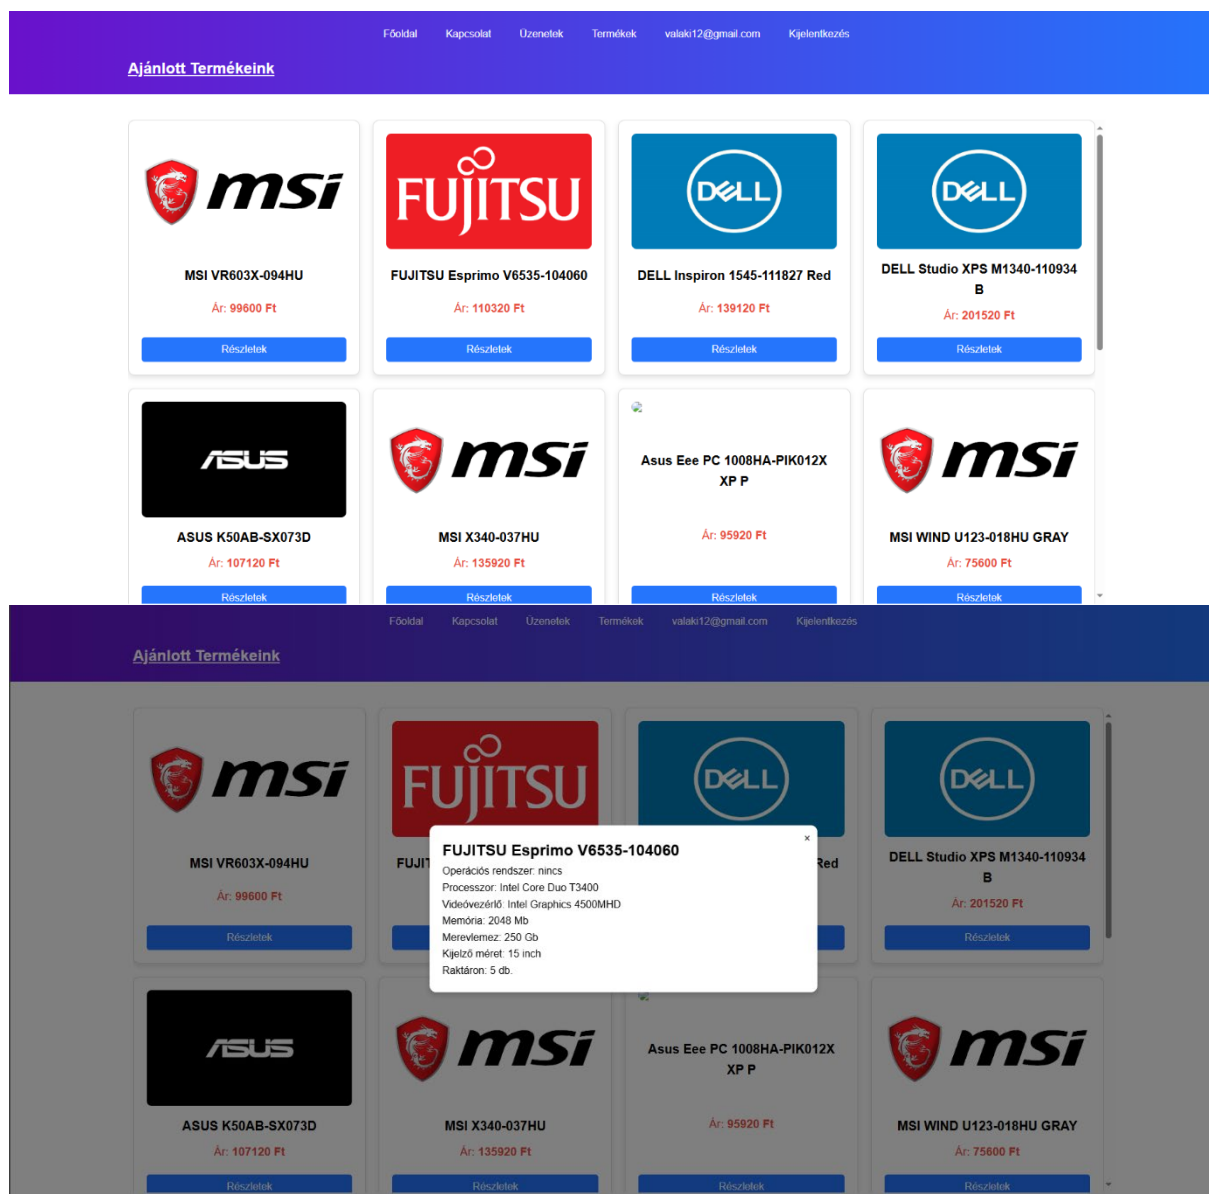 Főoldal Kapcsolat Üzenetek Termékek valaki12@gmail.com Kijelentkezés
Ajánlott Termékeink
msi FUJITSU DELL DELL
MSI VR603X-094HU FUJITSU Esprimo V6535-104060 DELL Inspiron 1545-111827 Red DELL Studio XPS M1340-110934
B
Ár: 99600 Ft Ár: 110320 Ft Ár: 139120 Ft Ár: 201520 Ft
Részletek Részletek Részletek Részletek
ASUS msi msi
Asus Eee PC 1008HA-PIK012X
XP P
ASUS K50AB-SX073D MSI X340-037HU Ár: 95920 Ft MSI WIND U123-018HU GRAY
Ár: 107120 Ft Ár: 135920 Ft Ár: 75600 Ft
Részletek Részletek Részletek Részletek
Főoldal Kapcsolat Üzenetek Termékek valaki12@gmail.com Kijelentkezés
Ajánlott Termékeink
msi FUJITSU DELL DELL
×
FUJITSU Esprimo V6535-104060
Operációs rendszer: nincs
Processzor: Intel Core Duo T3400
Videóvezérlő: Intel Graphics 4500MHD
Memória: 2048 Mb
Merevlemez: 250 Gb
Kijelző méret: 15 inch
Raktáron: 5 db.
MSI VR603X-094HU FUJIT Red DELL Studio XPS M1340-110934
B
Ár: 99600 Ft Ár: 201520 Ft
Részletek Részletek
ASUS msi msi
Asus Eee PC 1008HA-PIK012X
XP P
ASUS K50AB-SX073D MSI X340-037HU Ár: 95920 Ft MSI WIND U123-018HU GRAY
Ár: 107120 Ft Ár: 135920 Ft Ár: 75600 Ft
Részletek Részletek Részletek Részletek